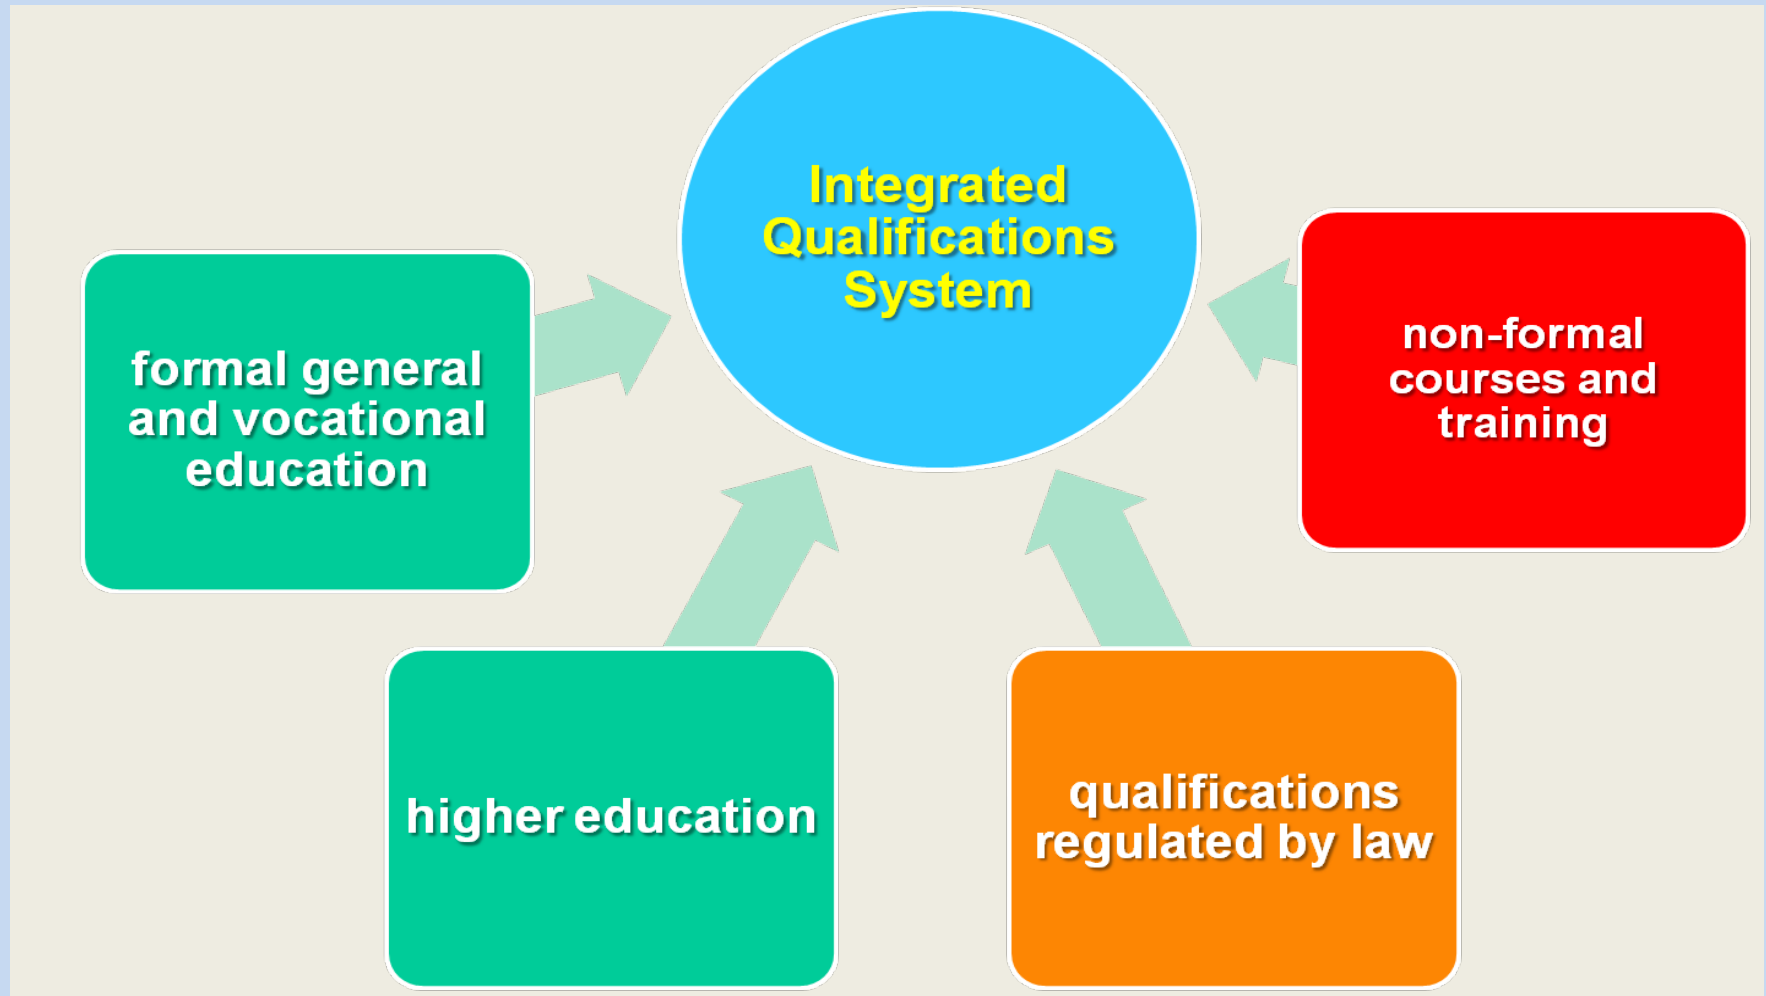 Integrated
Qualifications
System
formal general
and vocational
education
non-formal
courses and
training
higher education
qualifications
regulated by law